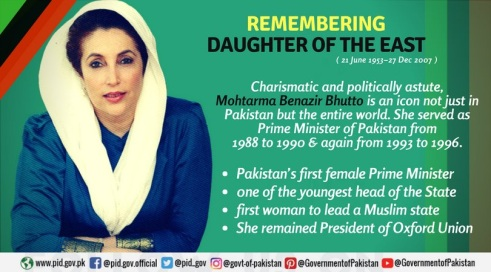 REMEMBERING
DAUGHTER OF THE EAST
( 21 June 1953–27 Dec 2007 )
Charismatic and politically astute,
Mohtarma Benazir Bhutto is an icon not just in
Pakistan but the entire world. She served as
Prime Minister of Pakistan from
1988 to 1990 & again from 1993 to 1996.
• Pakistan's first female Prime Minister
• one of the youngest head of the State
• first woman to lead a Muslim state
• She remained President of Oxford Union
www.pid.gov.pk @pid.gov.official @pid_gov @govt-of-pakistan @GovernmentofPakistan @GovernmentofPakistan